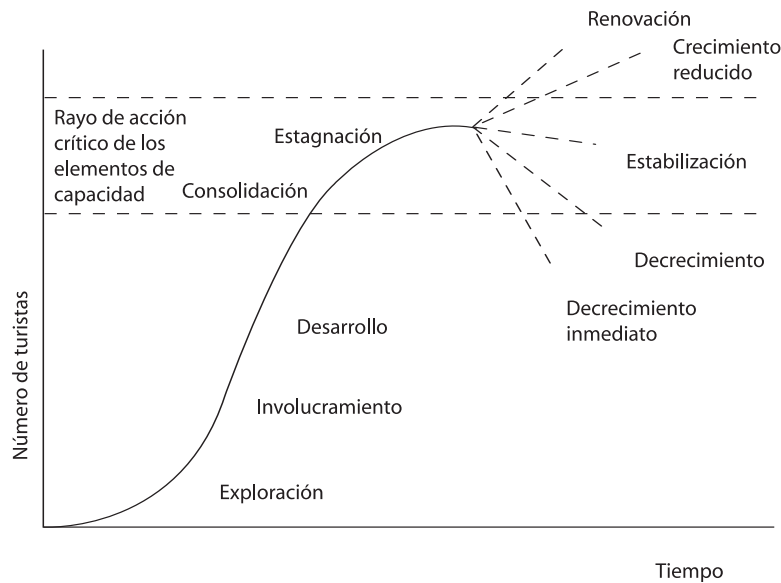 Renovación
Crecimiento
reducido
Rayo de acción
crítico de los
elementos de
capacidad
Estagnación
Estabilización
Consolidación
Decrecimiento
Decrecimiento
inmediato
Desarrollo
Involucramiento
Exploración
Número de turistas
Tiempo